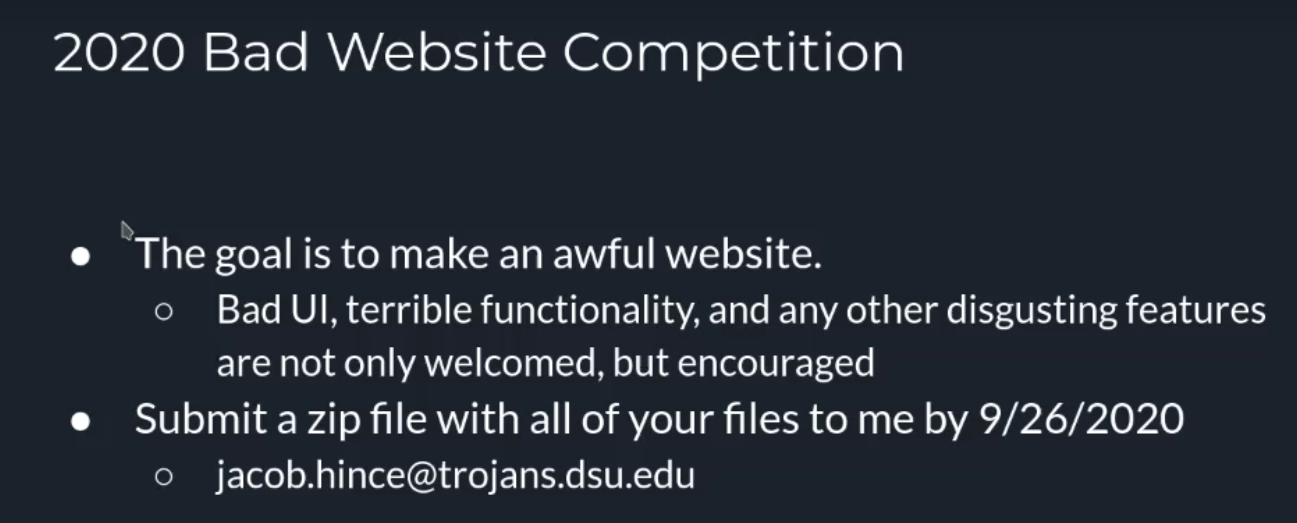 2020 Bad Website Competition
● The goal is to make an awful website.
○ Bad UI, terrible functionality, and any other disgusting features
are not only welcomed, but encouraged
● Submit a zip file with all of your files to me by 9/26/2020
○ jacob.hince@trojans.dsu.edu